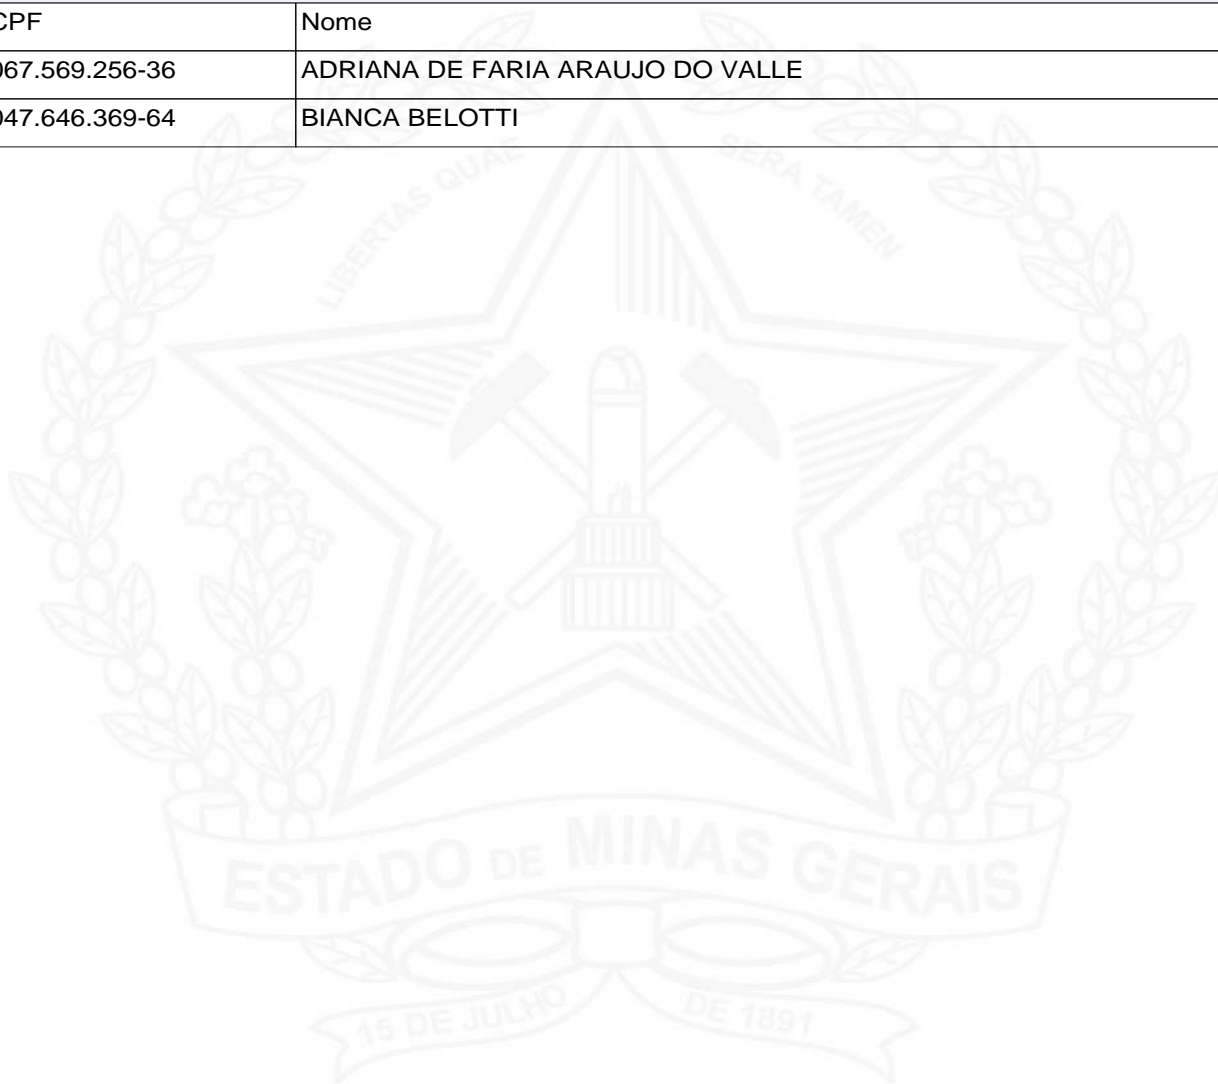 CPF Nome
067.569.256-36 ADRIANA DE FARIA ARAUJO DO VALLE
047.646.369-64 BIANCA BELOTTI
LIBERTAS QUAE SERA TAMEN
ESTADO DE MINAS GERAIS
15 DE JULHO DE 1891